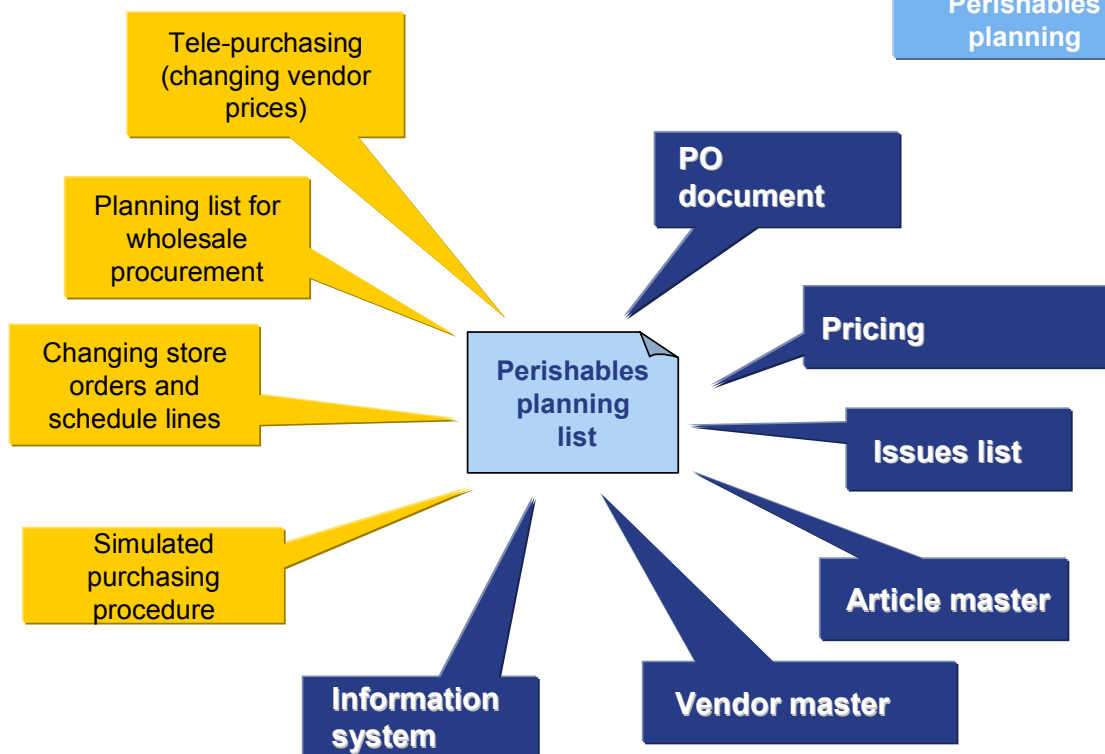 Perishables
planning
Tele-purchasing
(changing vendor
prices)
PO
document
Planning list for
wholesale
procurement
Pricing
Changing store
orders and
schedule lines
Perishables
planning
list
Issues list
Simulated
purchasing
procedure
Article master
Information
system
Vendor master